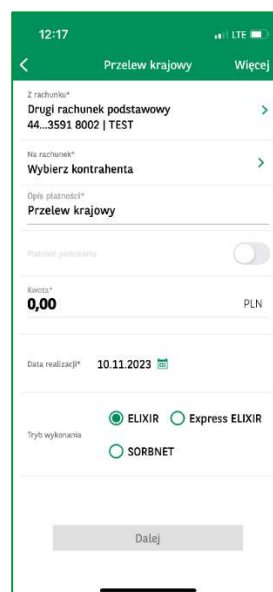 12:17
LTE
Przelew krajowy Więcej
Z rachunku*
Drugi rachunek podstawowy
44...3591 8002 | TEST
Na rachunek*
Wybierz kontrahenta
Opis płatności*
Przelew krajowy
Płatność podzielona
Kwota*
0,00 PLN
Data realizacji* 10.11.2023
ELIXIR Express ELIXIR
Tryb wykonania
SORBNET
Dalej